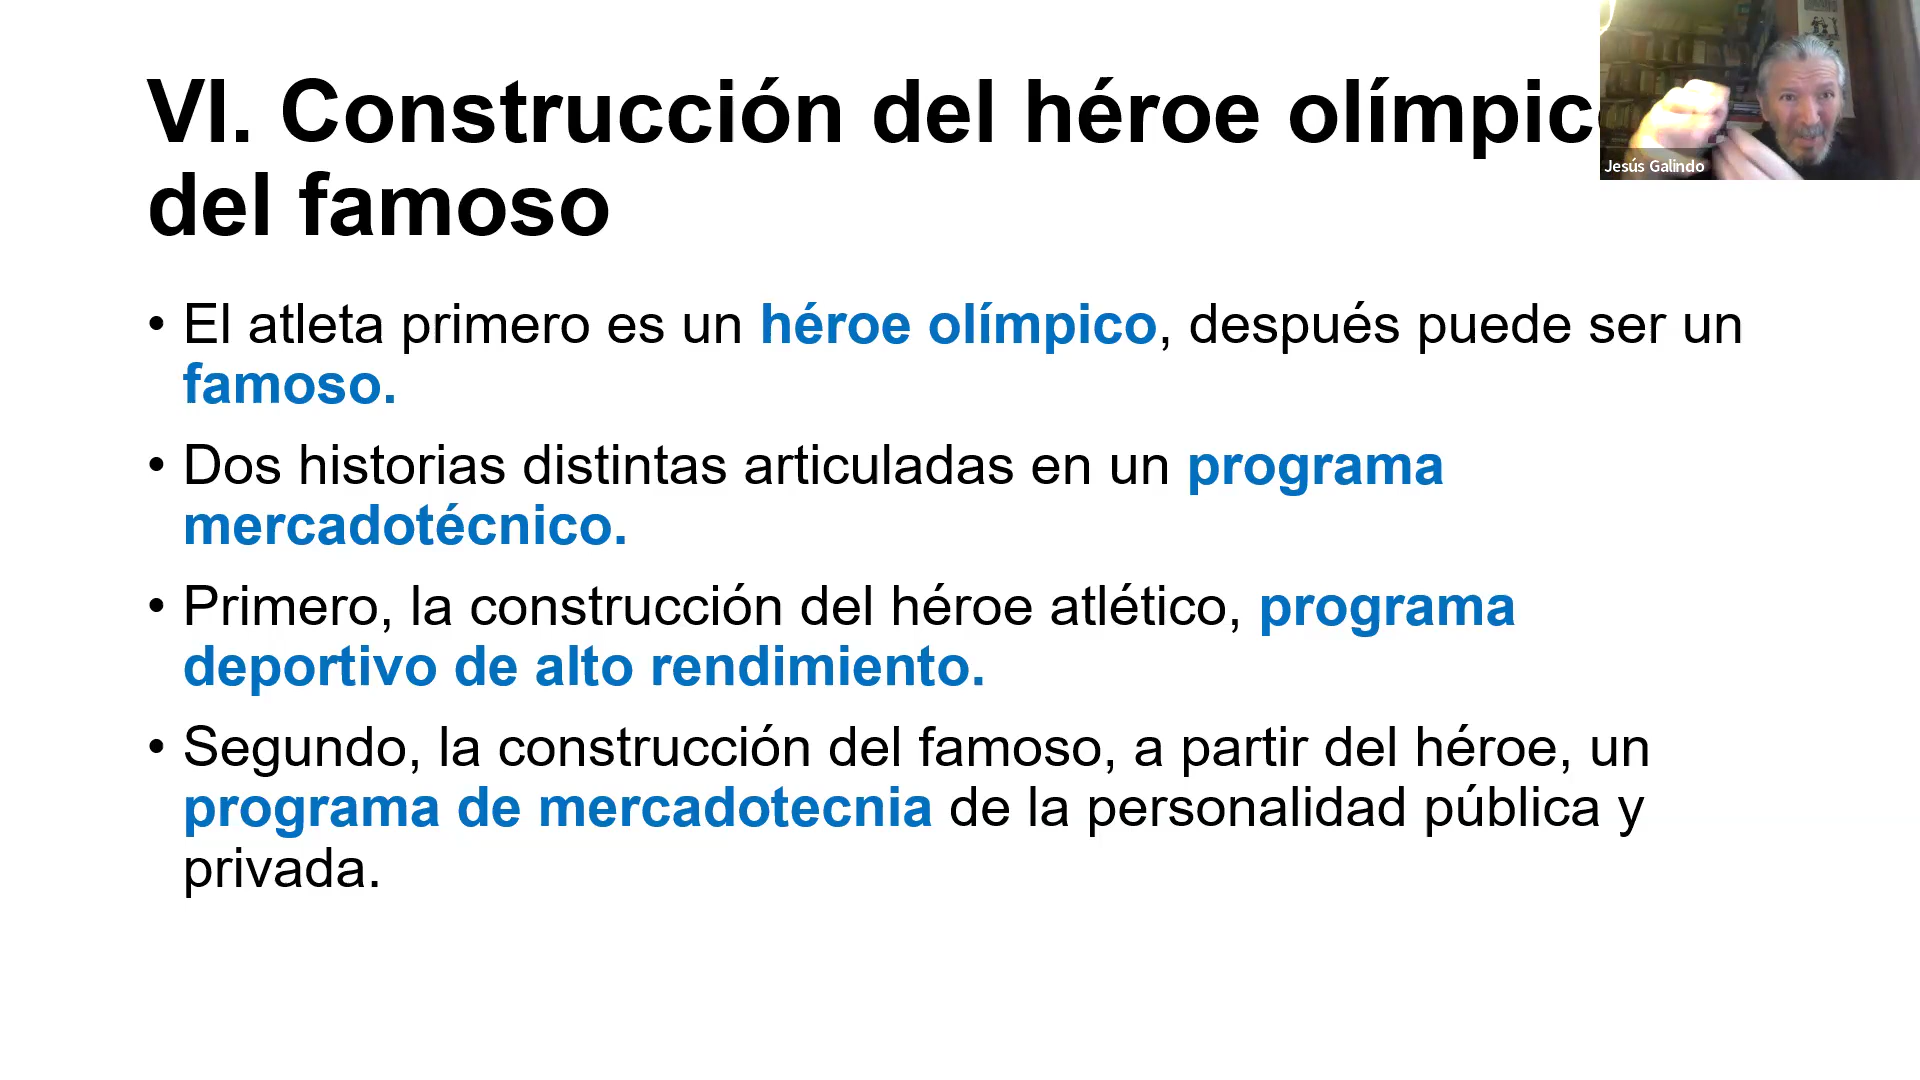 VI. Construcción del héroe olímpic
del famoso
Jesús Galindo
• El atleta primero es un héroe olímpico, después puede ser un
famoso.
• Dos historias distintas articuladas en un programa
mercadotécnico.
• Primero, la construcción del héroe atlético, programa
deportivo de alto rendimiento.
• Segundo, la construcción del famoso, a partir del héroe, un
programa de mercadotecnia de la personalidad pública y
privada.